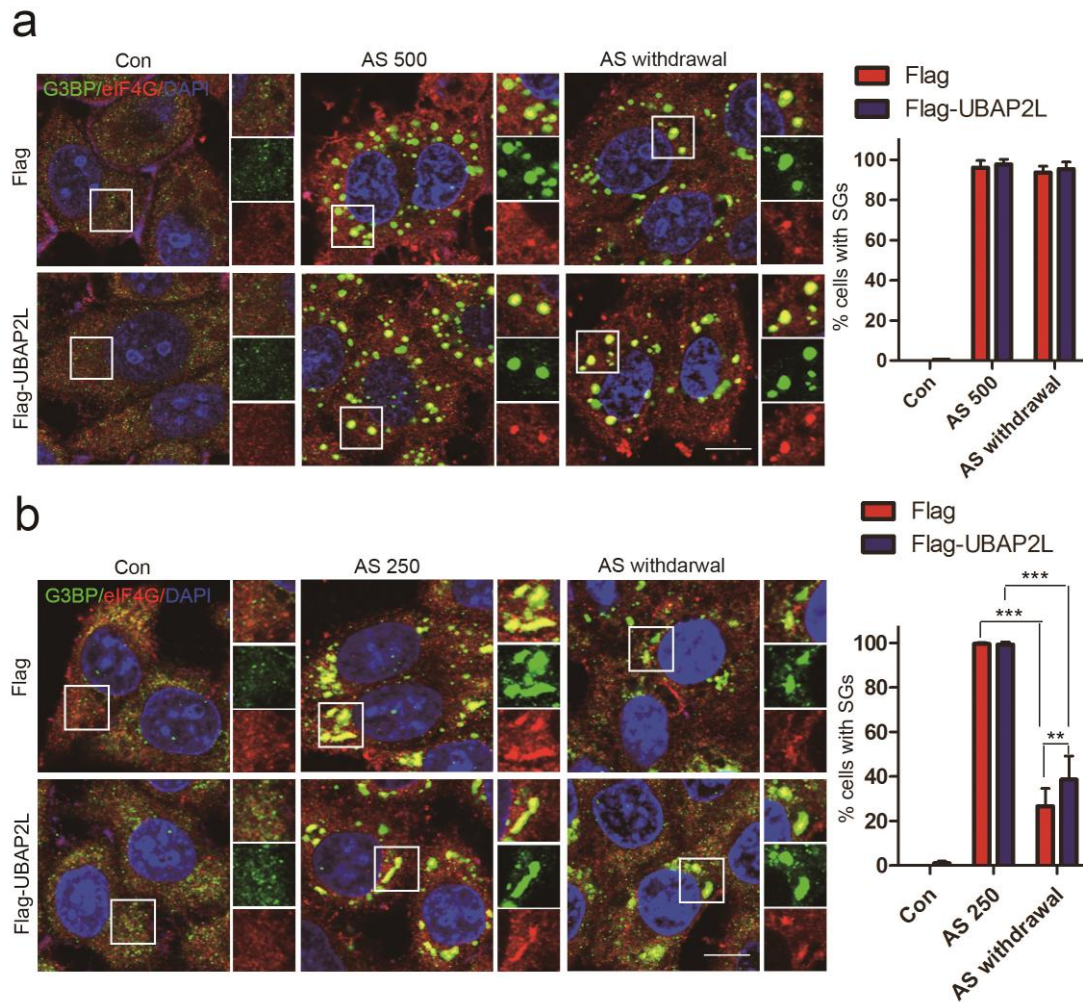 a
Con
AS 500
AS withdrawal
G3BP/eIF4G/DAPI
Flag
Flag-UBAP2L
Flag
Flag-UBAP2L
% cells with SGs
100
80
60
40
20
0
Con
AS 500
AS withdrawal
b
Con
AS 250
AS withdarwal
G3BP/eIF4G/DAPI
Flag
Flag-UBAP2L
Flag
Flag-UBAP2L
***
***
**
% cells with SGs
100
80
60
40
20
0
Con
AS 250
AS withdrawal